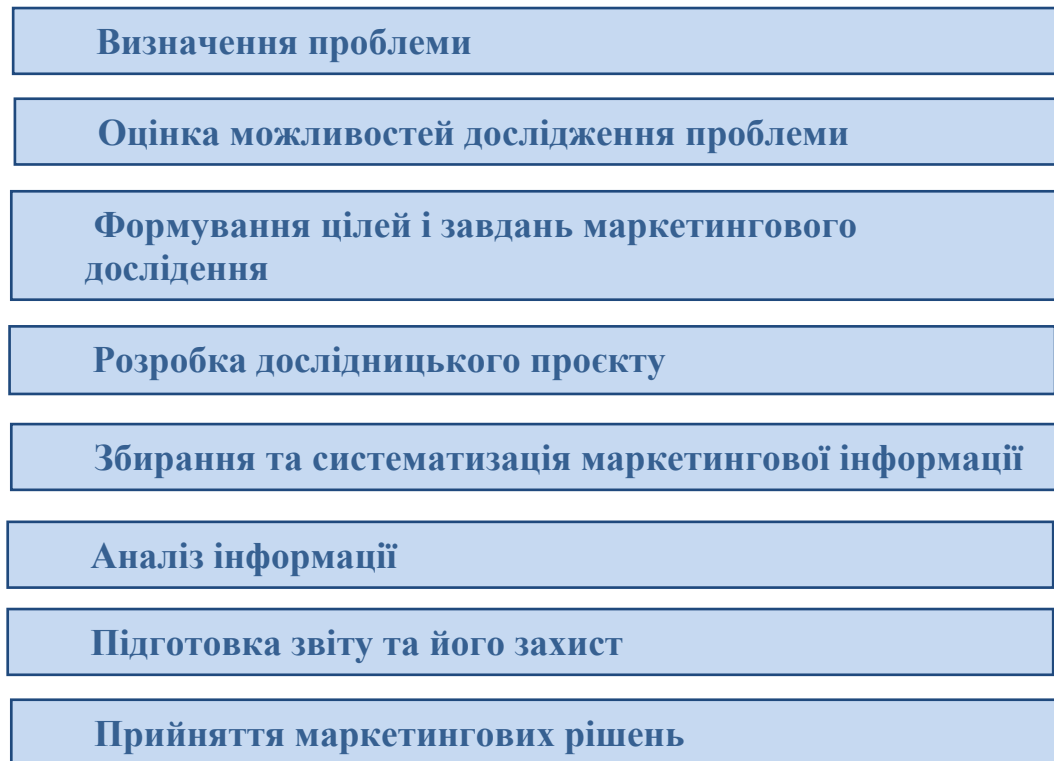 Визначення проблеми
Оцінка можливостей дослідження проблеми
Формування цілей і завдань маркетингового
дослідення
Розробка дослідницького проєкту
Збирання та систематизація маркетингової інформації
Аналіз інформації
Підготовка звіту та його захист
Прийняття маркетингових рішень